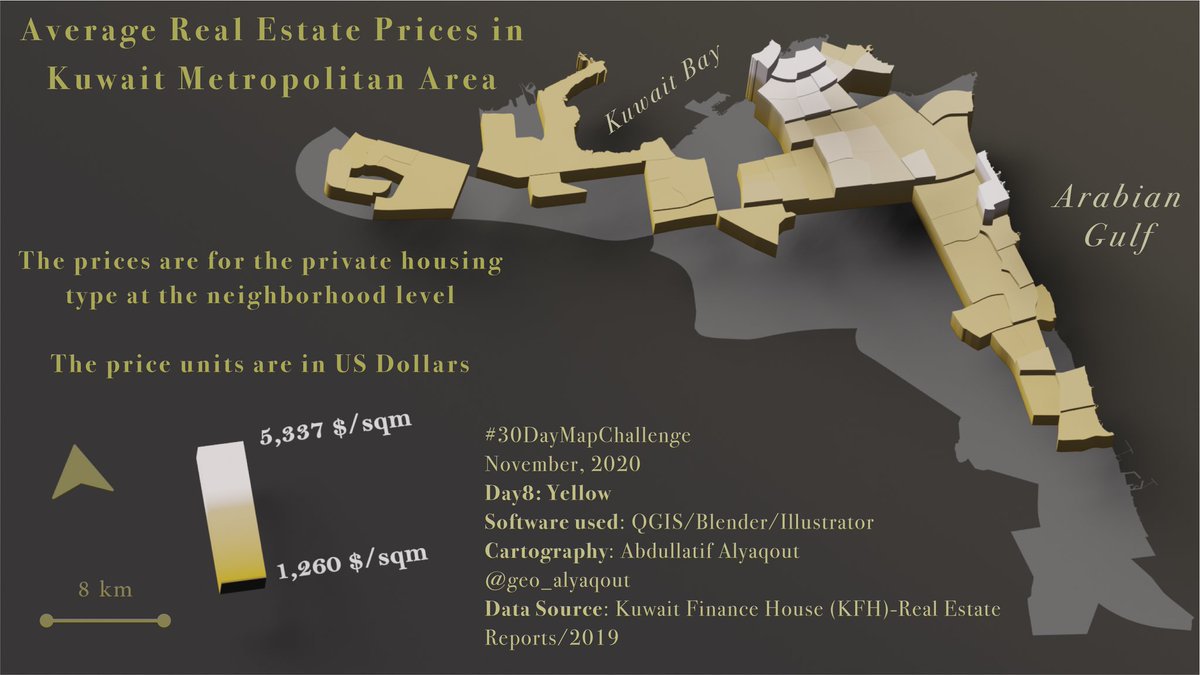 Average Real Estate Prices in
Kuwait Metropolitan Area
Kuwait Bay
Arabian
Gulf
The prices are for the private housing
type at the neighborhood level
The price units are in US Dollars
5,337 $/sqm
1,260 $/sqm
8 km
#30DayMapChallenge
November, 2020
Day8: Yellow
Software used: QGIS/Blender/Illustrator
Cartography: Abdullatif Alyaqout
@geo_alyaqout
Data Source: Kuwait Finance House (KFH)-Real Estate
Reports/2019